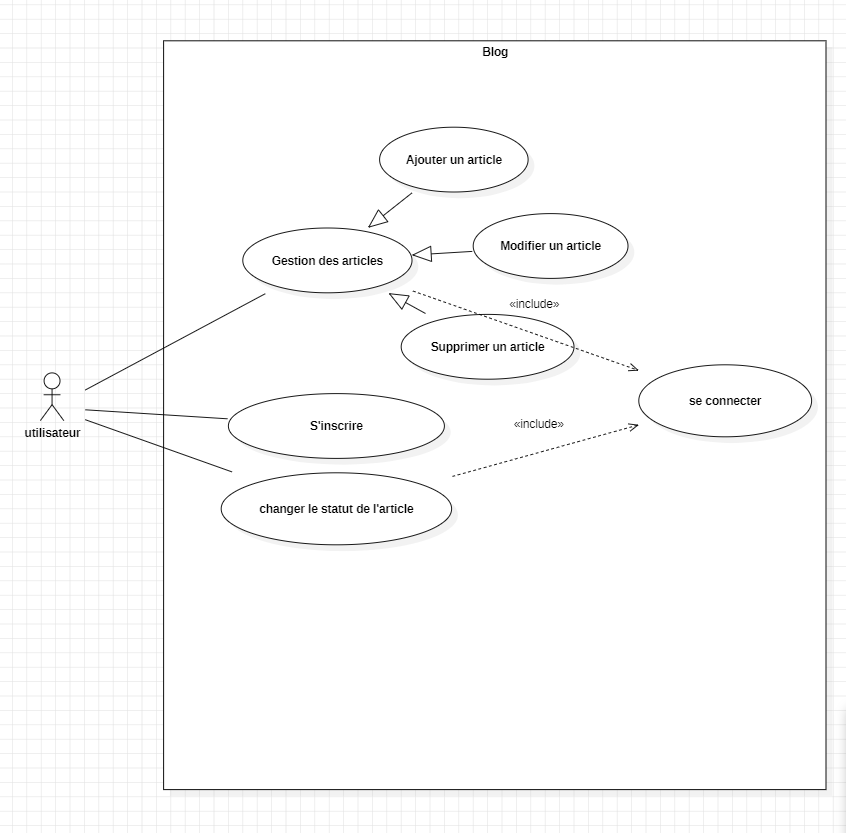 Blog
Ajouter un article
Modifier un article
Gestion des articles
«include»
Supprimer un article
se connecter
S'inscrire
«include»
utilisateur
changer le statut de l'article